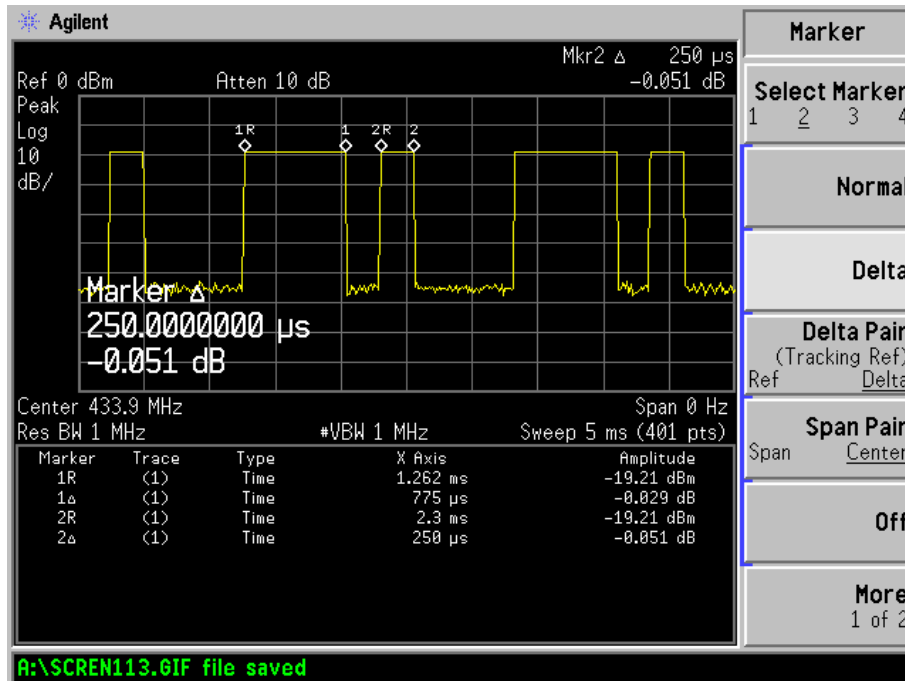 Agilent
Marker
Mkr2 Δ 250 µs
Ref 0 dBm Atten 10 dB -0.051 dB
Peak
Log
10
dB/
1R 1 2R 2
Marker Δ
250.0000000 µs
-0.051 dB
Center 433.9 MHz Span 0 Hz
Res BW 1 MHz #VBW 1 MHz Sweep 5 ms (401 pts)
Marker Trace Type X Axis Amplitude
1R (1) Time 1.262 ms -19.21 dBm
1Δ (1) Time 775 µs -0.029 dB
2R (1) Time 2.3 ms -19.21 dBm
2Δ (1) Time 250 µs -0.051 dB
Select Marker
1 2 3 4
Normal
Delta
Delta Pair
(Tracking Ref)
Ref Delta
Span Pair
Span Center
Off
More
1 of 2
A:\SCREN113.GIF file saved